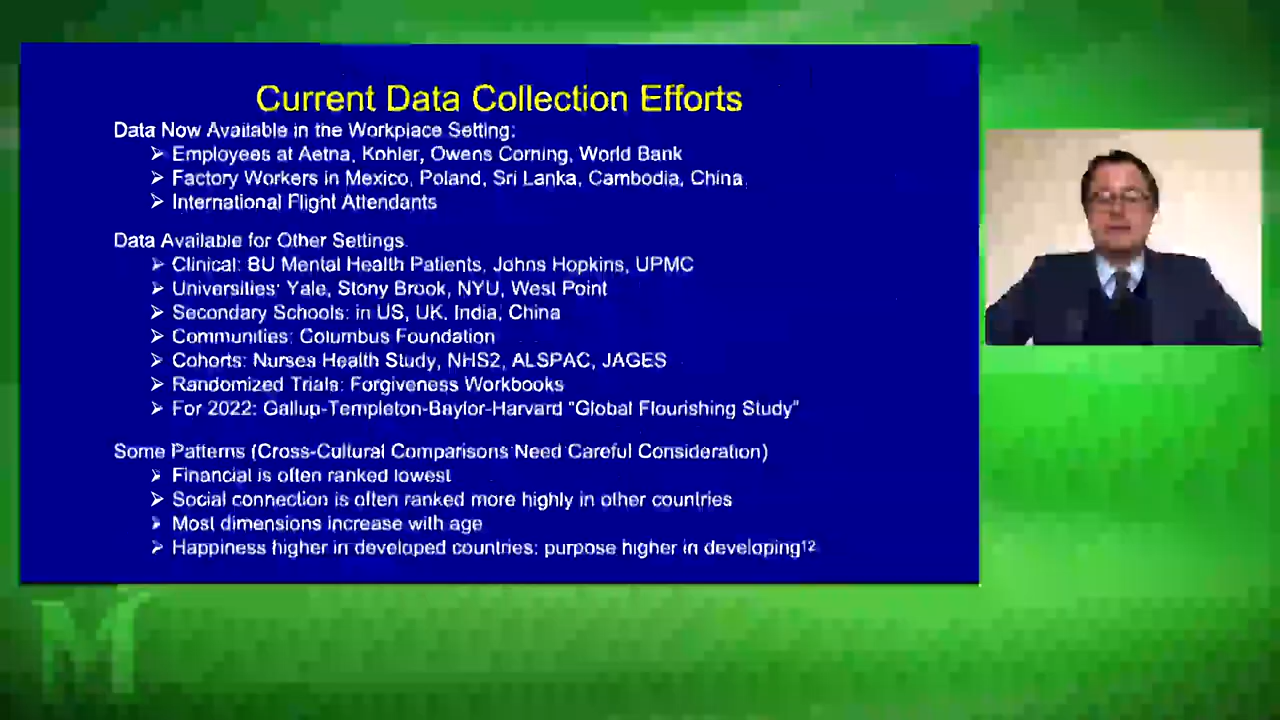 Current Data Collection Efforts
Data Now Available in the Workplace Setting:
➢ Employees at Aetna, Kohler, Owens Corning, World Bank
➢ Factory Workers in Mexico, Poland, Sri Lanka, Cambodia, China
➢ International Flight Attendants
Data Available for Other Settings
➢ Clinical: BU Mental Health Patients, Johns Hopkins, UPMC
➢ Universities: Yale, Stony Brook, NYU, West Point
➢ Secondary Schools: in US, UK, India, China
➢ Communities: Columbus Foundation
➢ Cohorts: Nurses Health Study, NHS2, ALSPAC, JAGES
➢ Randomized Trials: Forgiveness Workbooks
➢ For 2022: Gallup-Templeton-Baylor-Harvard "Global Flourishing Study"
Some Patterns (Cross-Cultural Comparisons Need Careful Consideration)
➢ Financial is often ranked lowest
➢ Social connection is often ranked more highly in other countries
➢ Most dimensions increase with age
➢ Happiness higher in developed countries: purpose higher in developing¹²
M